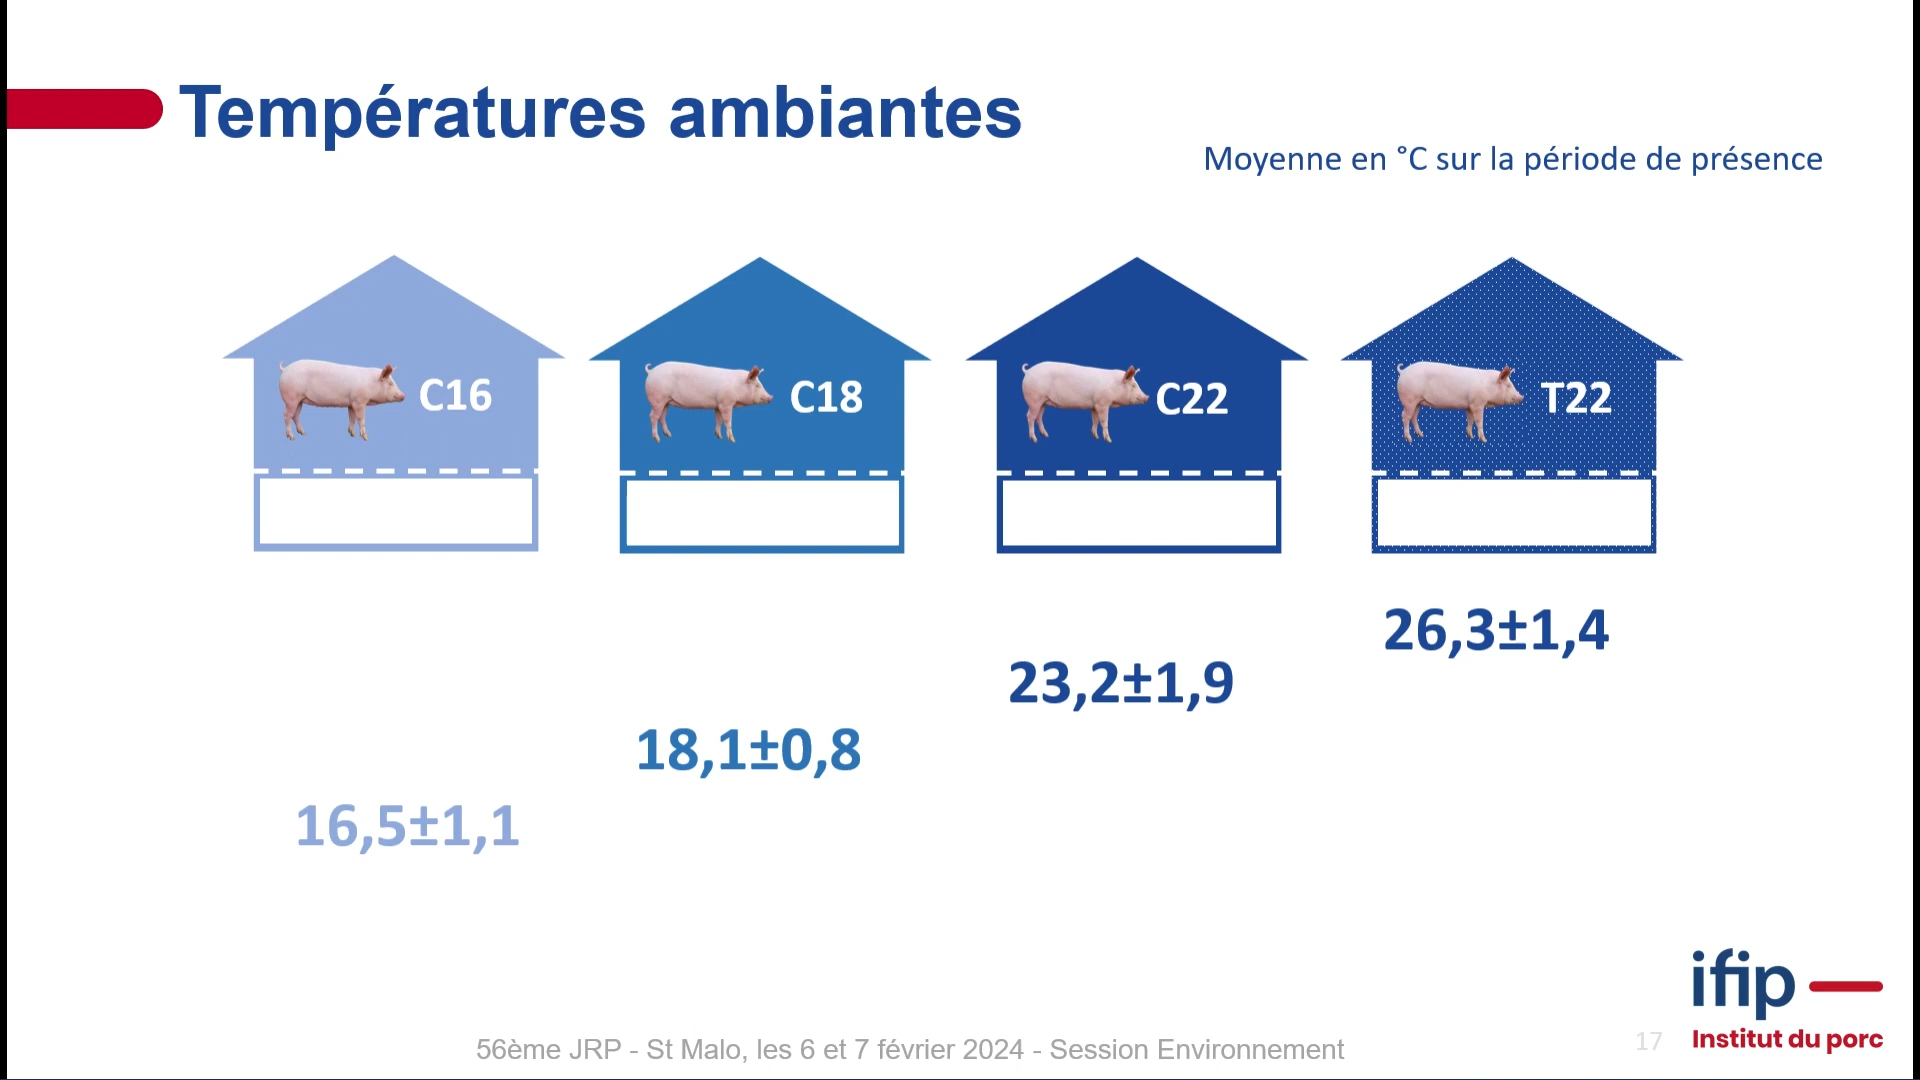 Températures ambiantes
Moyenne en °C sur la période de présence
C16
C18
C22
T22
26,3±1,4
23,2±1,9
18,1±0,8
16,5±1,1
56ème JRP - St Malo, les 6 et 7 février 2024 - Session Environnement
17
ifip
Institut du porc